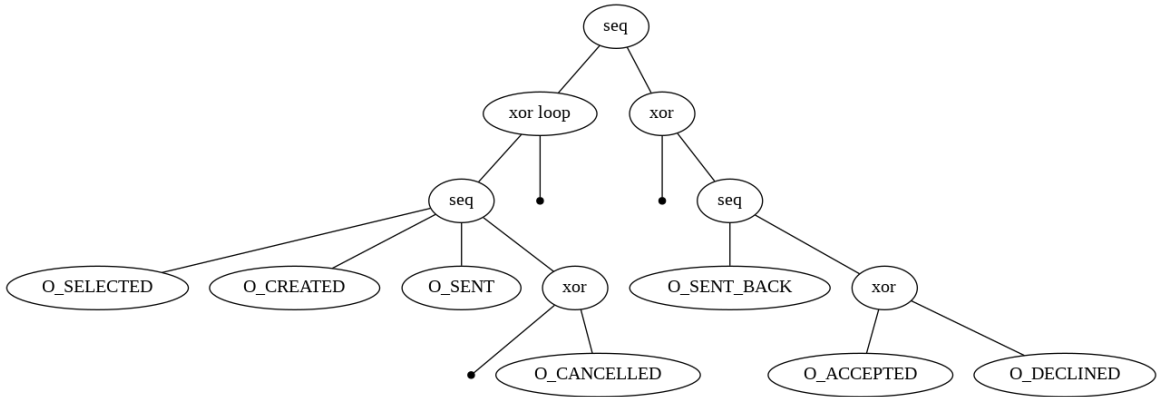 seq
xor loop
xor
seq
seq
O_SELECTED
O_CREATED
O_SENT
xor
O_SENT_BACK
xor
O_CANCELLED
O_ACCEPTED
O_DECLINED